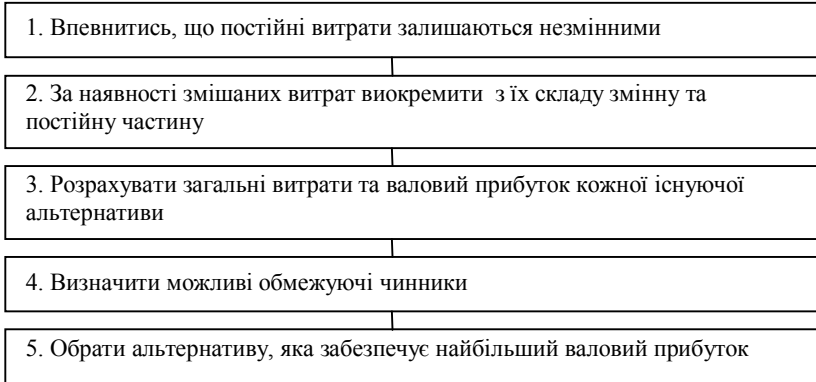 1. Впевнитись, що постійні витрати залишаються незмінними
2. За наявності змішаних витрат виокремити з їх складу змінну та
постійну частину
3. Розрахувати загальні витрати та валовий прибуток кожної існуючої
альтернативи
4. Визначити можливі обмежуючі чинники
5. Обрати альтернативу, яка забезпечує найбільший валовий прибуток